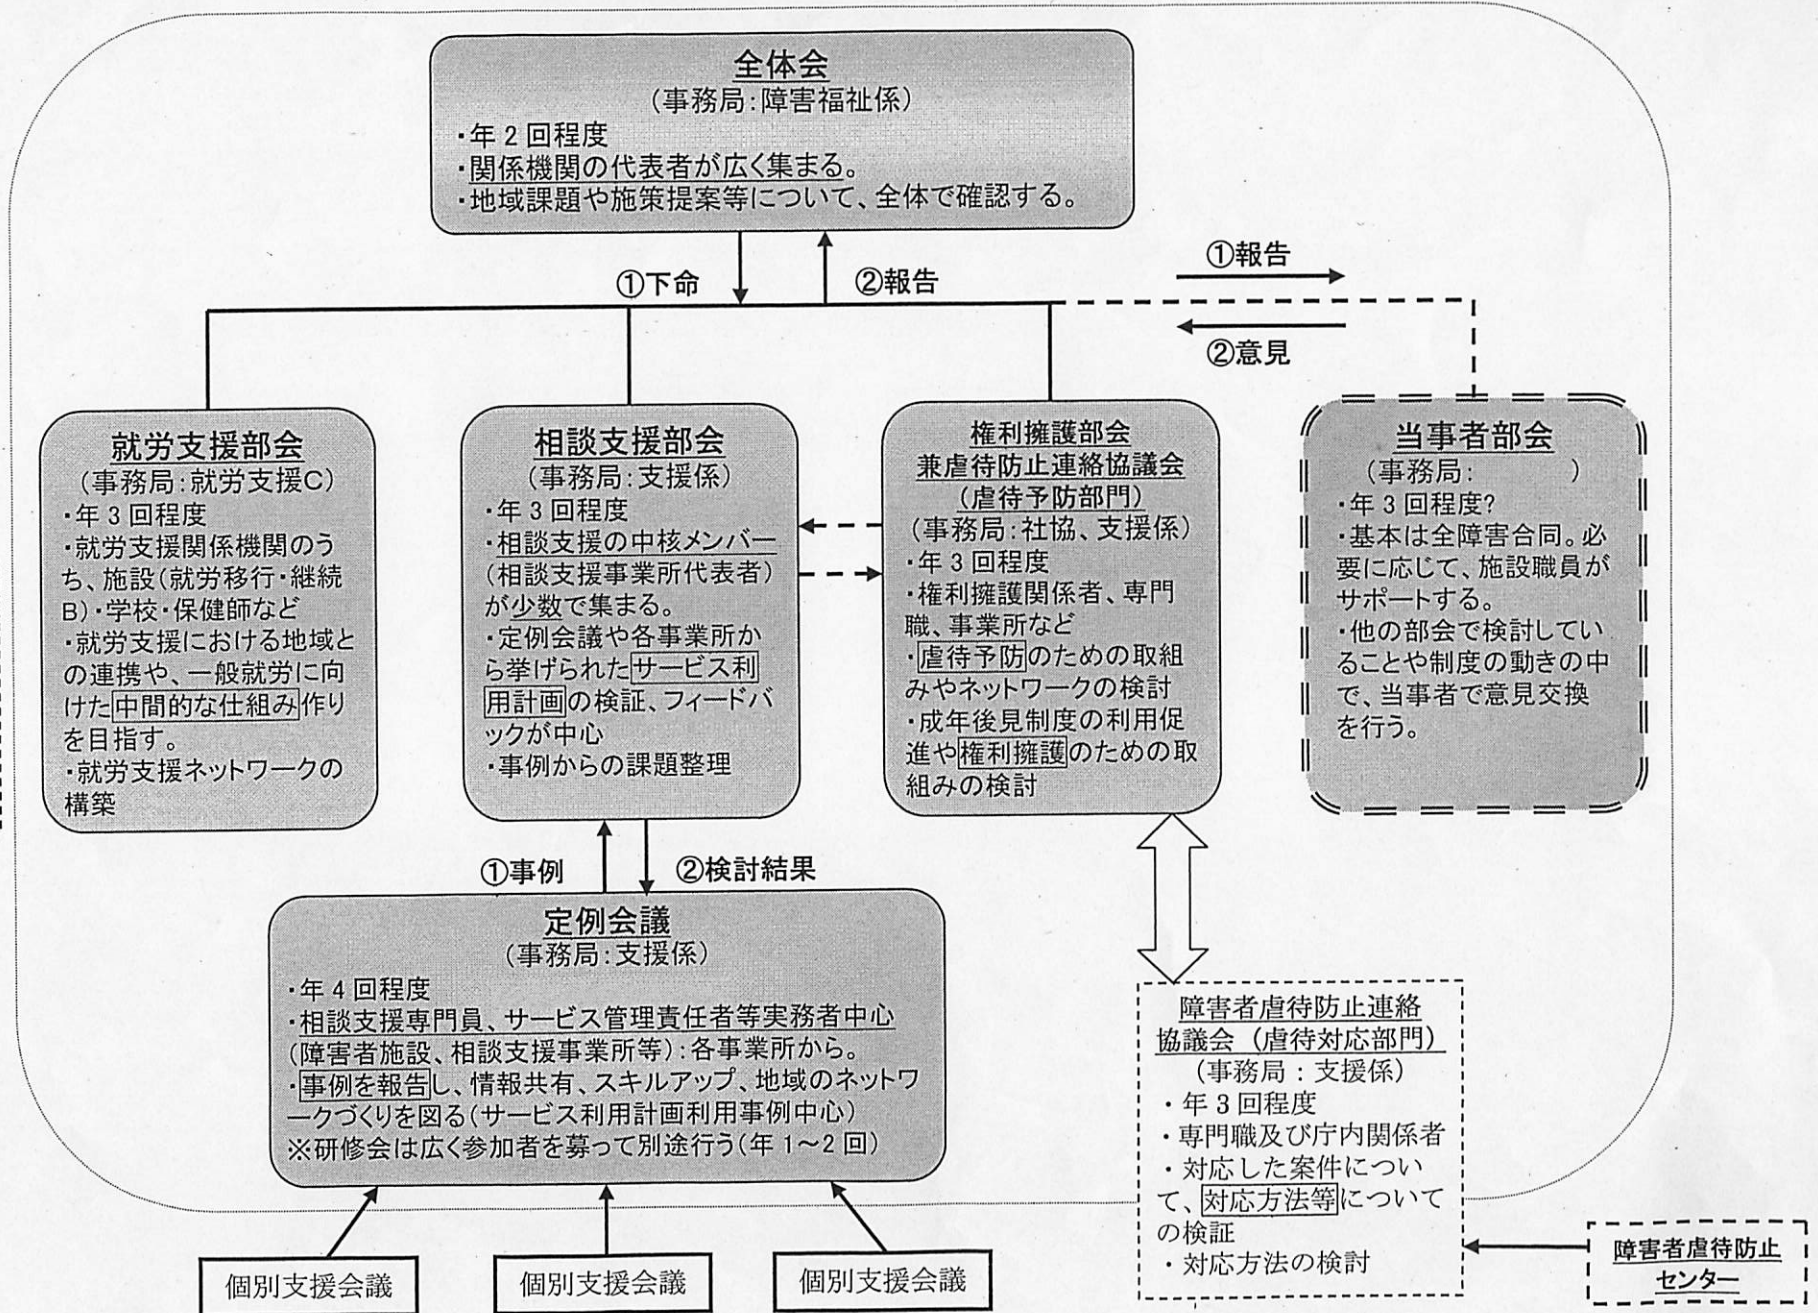 全体会
（事務局：障害福祉係）
・年２回程度
・関係機関の代表者が広く集まる。
・地域課題や施策提案等について、全体で確認する。
①下命
②報告
①報告
②意見
就労支援部会
（事務局：就労支援C）
・年３回程度
・就労支援関係機関のう
ち、施設（就労移行・継続
B）・学校・保健師など
・就労支援における地域と
の連携や、一般就労に向
けた中間的な仕組み作り
を目指す。
・就労支援ネットワークの
構築
相談支援部会
（事務局：支援係）
・年３回程度
・相談支援の中核メンバー
（相談支援事業所代表者）
が少数で集まる。
・定例会議や各事業所か
ら挙げられたサービス利
用計画の検証、フィードバ
ックが中心
・事例からの課題整理
権利擁護部会
兼虐待防止連絡協議会
（虐待予防部門）
（事務局：社協、支援係）
・年３回程度
・権利擁護関係者、専門
職、事業所など
・虐待予防のための取組
みやネットワークの検討
・成年後見制度の利用促
進や権利擁護のための取
組みの検討
当事者部会
（事務局：　　　）
・年３回程度?
・基本は全障害合同。必
要に応じて、施設職員が
サポートする。
・他の部会で検討してい
ることや制度の動きの中
で、当事者で意見交換
を行う。
①事例
②検討結果
定例会議
（事務局：支援係）
・年４回程度
・相談支援専門員、サービス管理責任者等実務者中心
（障害者施設、相談支援事業所等）：各事業所から。
・事例を報告し、情報共有、スキルアップ、地域のネットワ
ークづくりを図る（サービス利用計画利用事例中心）
※研修会は広く参加者を募って別途行う（年１～２回）
障害者虐待防止連絡
協議会（虐待対応部門）
（事務局：支援係）
・年３回程度
・専門職及び庁内関係者
・対応した案件につい
て、対応方法等について
の検証
・対応方法の検討
個別支援会議
個別支援会議
個別支援会議
障害者虐待防止
センター